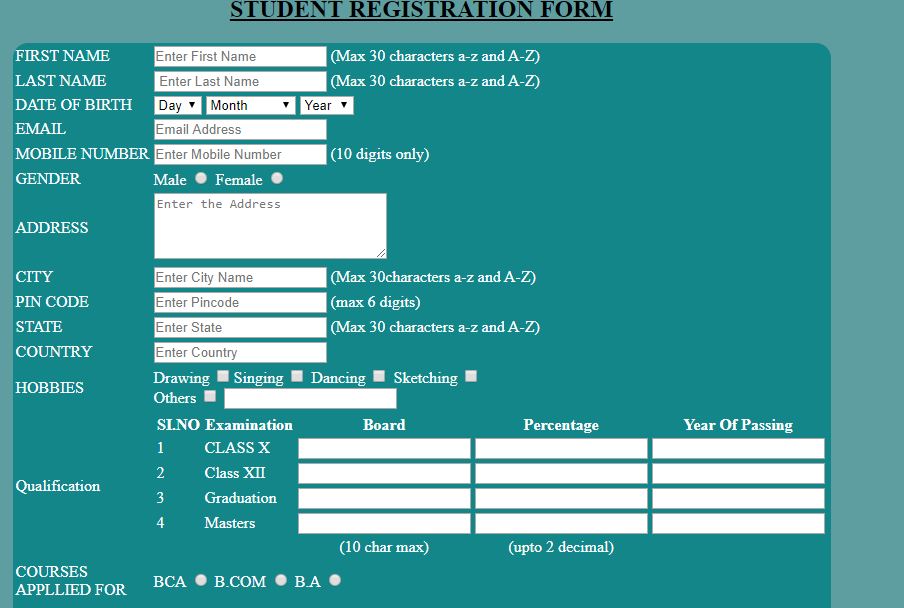 STUDENT REGISTRATION FORM
FIRST NAME Enter First Name (Max 30 characters a-z and A-Z)
LAST NAME Enter Last Name (Max 30 characters a-z and A-Z)
DATE OF BIRTH Day Month Year
EMAIL Email Address
MOBILE NUMBER Enter Mobile Number (10 digits only)
GENDER Male Female
ADDRESS Enter the Address
CITY Enter City Name (Max 30characters a-z and A-Z)
PIN CODE Enter Pincode (max 6 digits)
STATE Enter State (Max 30 characters a-z and A-Z)
COUNTRY Enter Country
HOBBIES Drawing Singing Dancing Sketching
Others
Qualification
SI.NO Examination Board Percentage Year Of Passing
1 CLASS X
2 Class XII
3 Graduation
4 Masters
(10 char max) (upto 2 decimal)
COURSES
APPLLIED FOR BCA B.COM B.A